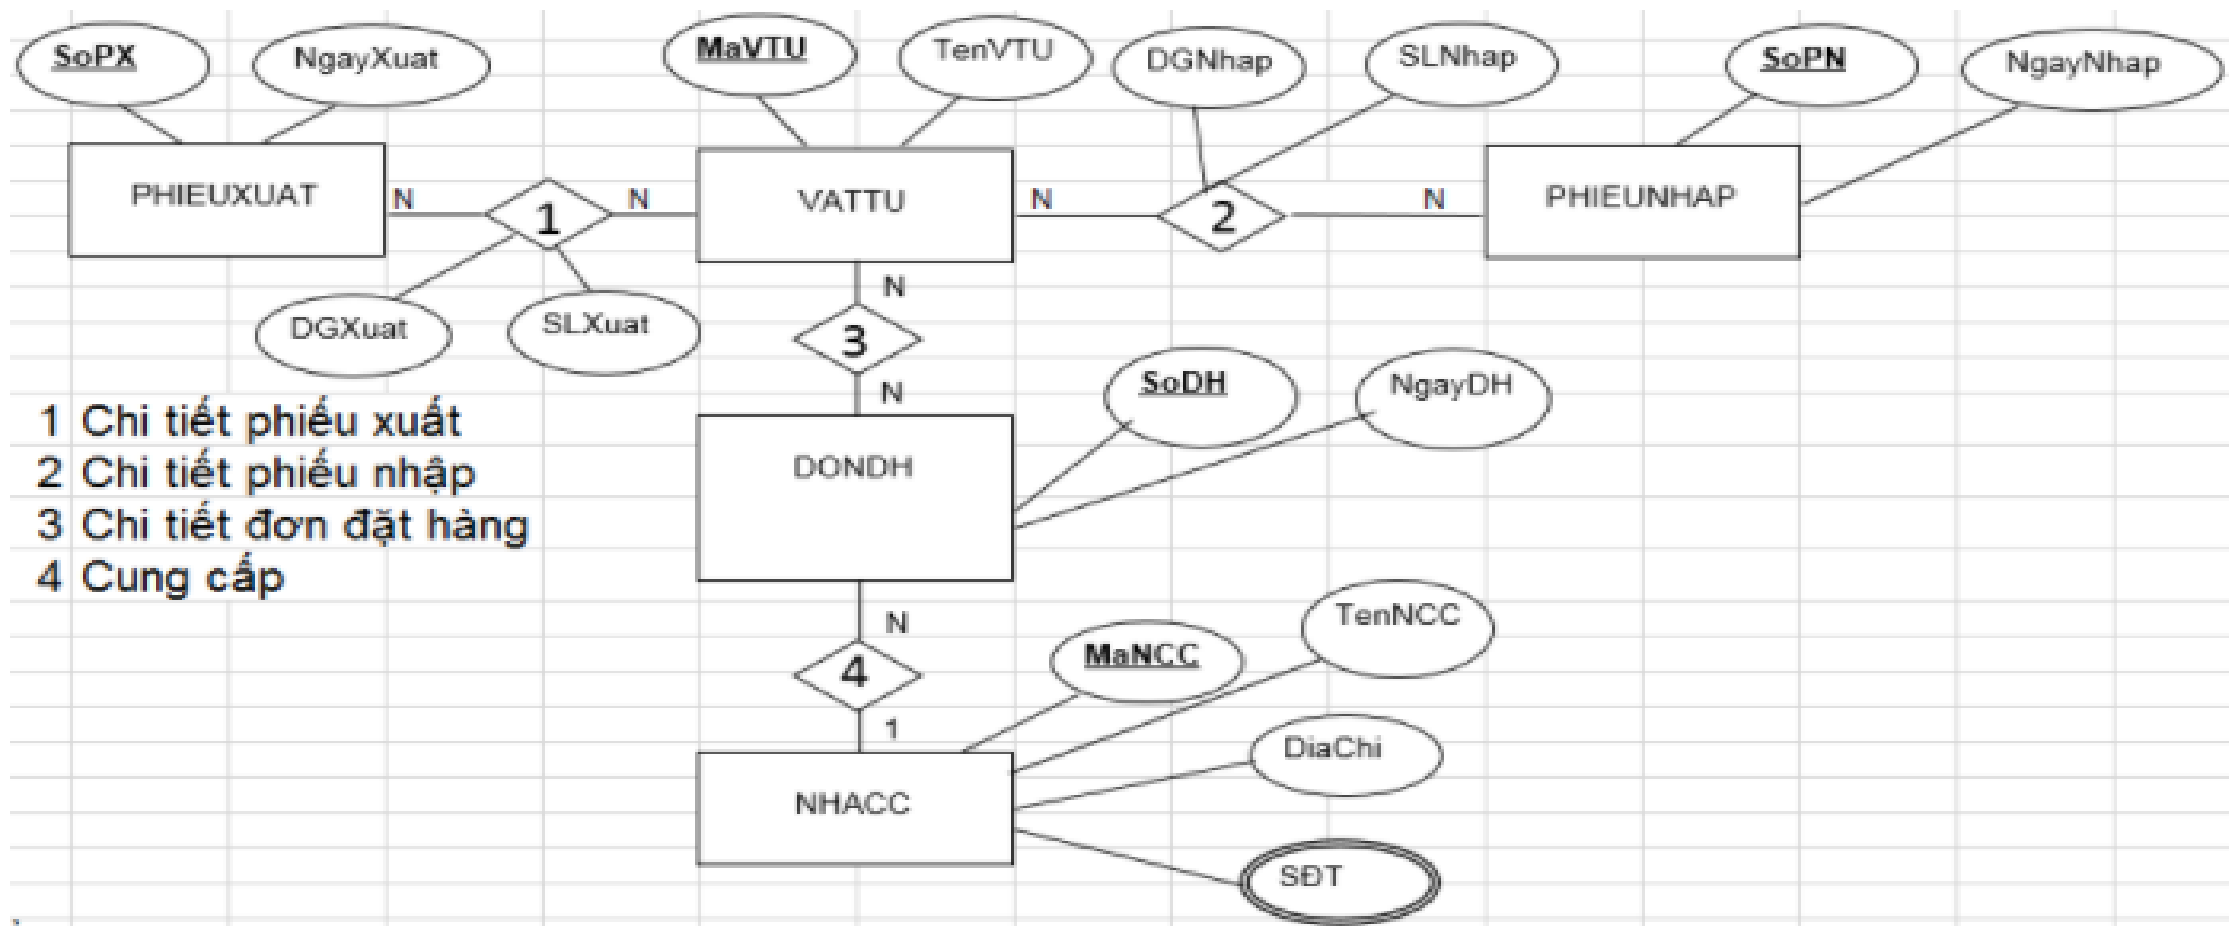 SoPX
NgayXuat
MaVTU
TenVTU
DGNhap
SLNhap
SoPN
NgayNhap
PHIEUXUAT
N
1
N
VATTU
N
2
N
PHIEUNHAP
DGXuat
SLXuat
N
3
N
SoDH
NgayDH
1 Chi tiết phiếu xuất
2 Chi tiết phiếu nhập
3 Chi tiết đơn đặt hàng
4 Cung cấp
DONDH
N
4
1
MaNCC
TenNCC
DiaChi
NHACC
SĐT